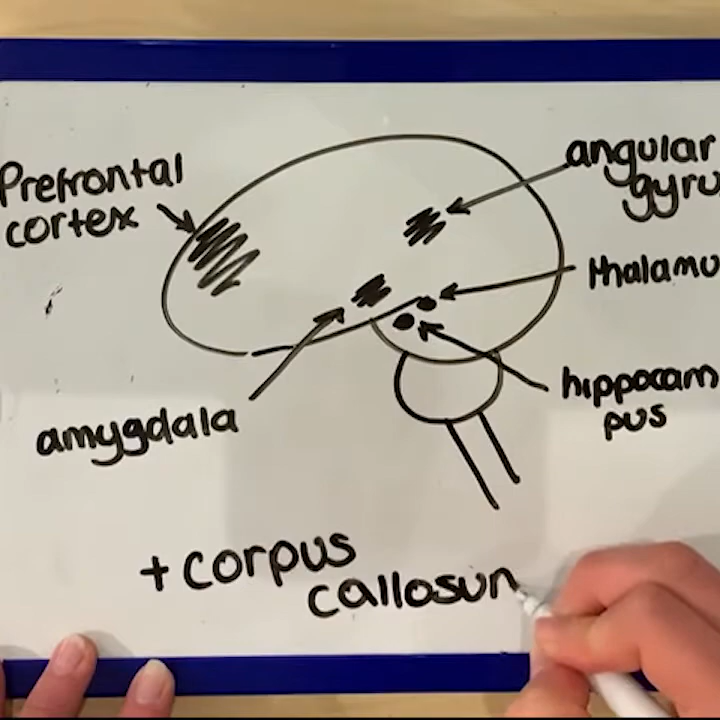 Prefrontal
cortex
angular
gyru
thalamu
amygdala
hippocam
pus
+ corpus
callosun